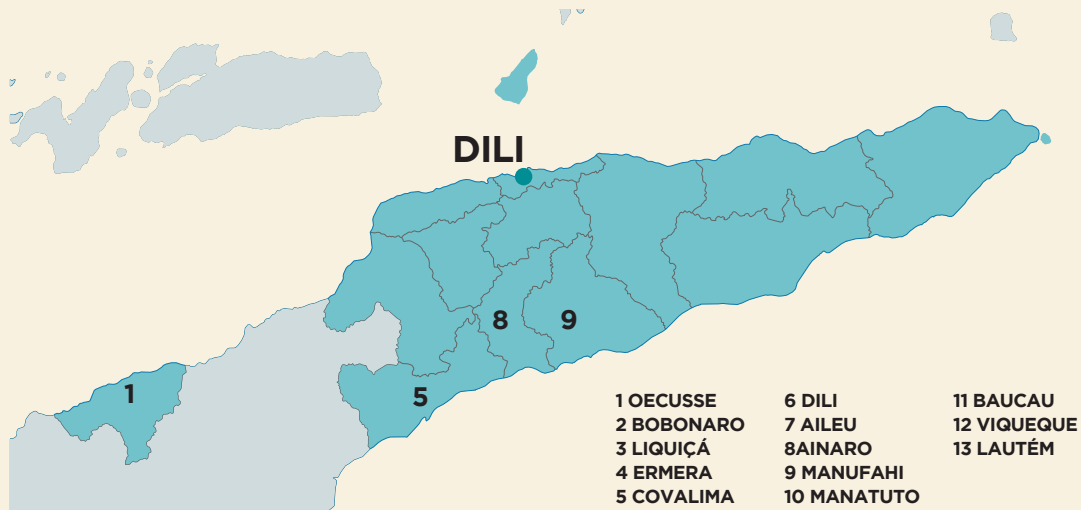 DILI
8
9
1
5
1 OECUSSE
2 BOBONARO
3 LIQUIÇÁ
4 ERMERA
5 COVALIMA
6 DILI
7 AILEU
8AINARO
9 MANUFAHI
10 MANATUTO
11 BAUCAU
12 VIQUEQUE
13 LAUTÉM